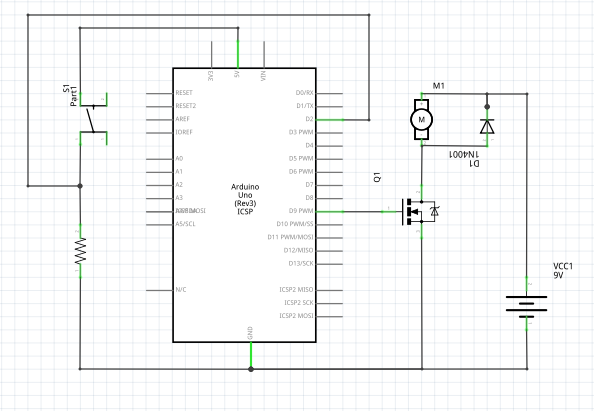 3V3
5V
VIN
S1
Part1
RESET
RESET2
AREF
IOREF
A0
A1
A2
A3
A5/SCL
N/C
D0/RX
D1/TX
D2
D3 PWM
D4
D5 PWM
D6 PWM
D7
D8
D9 PWM
D10 PWM/SS
D11 PWM/MOSI
D12/MISO
D13/SCK
ICSP2 MISO
ICSP2 SCK
ICSP2 MOSI
Arduino
Uno
(Rev3)
ICSP
GND
M1
M
D1
1N4001
Q1
VCC1
9V